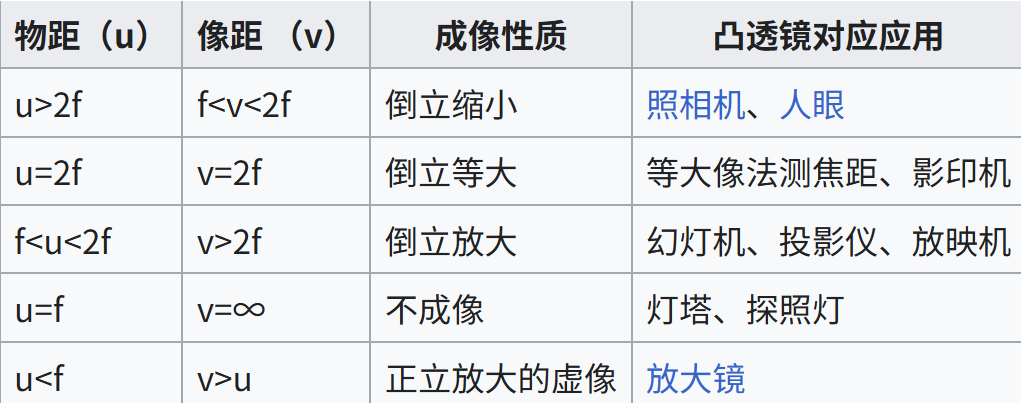 物距（u） 像距 （v） 成像性质 凸透镜对应应用
u>2f f<v<2f 倒立缩小 照相机、人眼
u=2f v=2f 倒立等大 等大像法测焦距、影印机
f<u<2f v>2f 倒立放大 幻灯机、投影仪、放映机
u=f v=∞ 不成像 灯塔、探照灯
u<f v>u 正立放大的虚像 放大镜